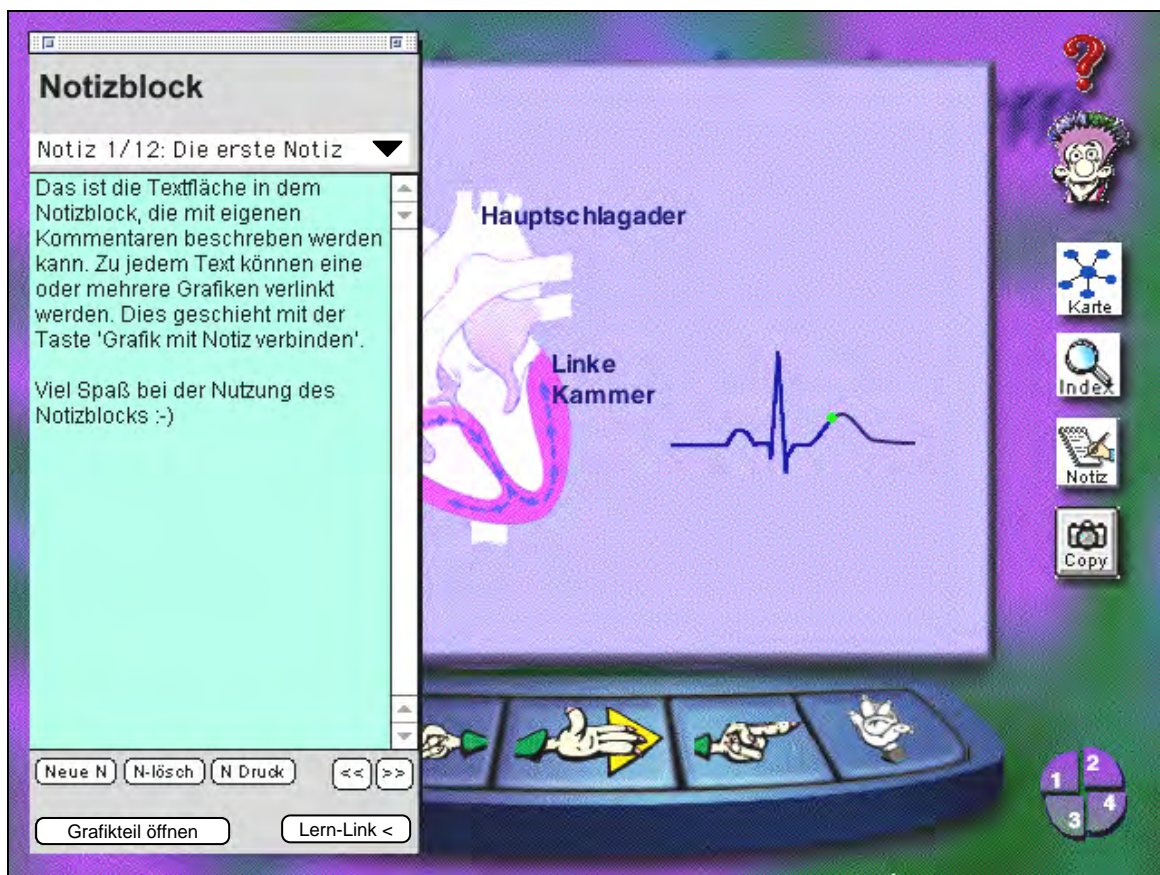 Notizblock
Notiz 1/12: Die erste Notiz
Das ist die Textfläche in dem
Notizblock, die mit eigenen
Kommentaren beschreben werden
kann. Zu jedem Text können eine
oder mehrere Grafiken verlinkt
werden. Dies geschieht mit der
Taste 'Grafik mit Notiz verbinden'.
Viel Spaß bei der Nutzung des
Notizblocks :-)
Neue N N-lösch N Druck << >>
Grafikteil öffnen Lern-Link <
Hauptschlagader
Linke
Kammer
?
Karte
Index
Notiz
Copy
1 2
3 4